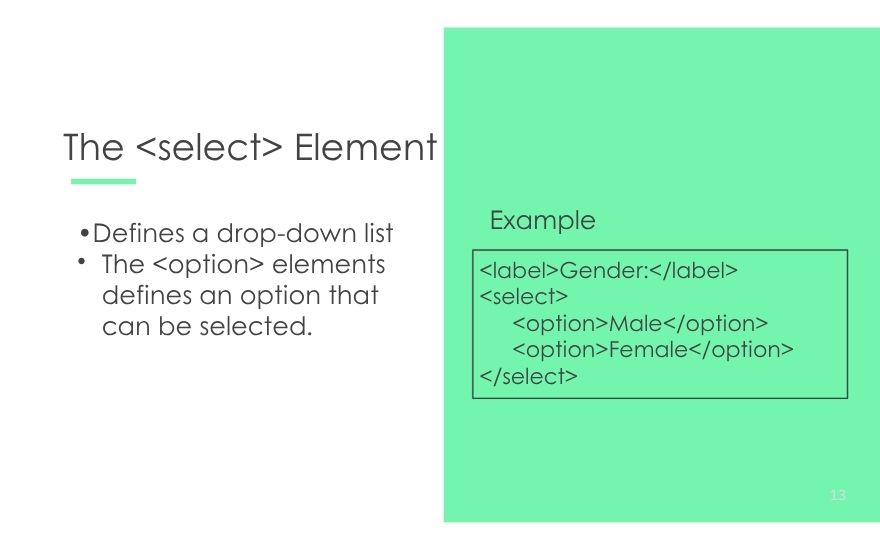 The <select> Element
•Defines a drop-down list
• The <option> elements
defines an option that
can be selected.
Example
<label>Gender:</label>
<select>
<option>Male</option>
<option>Female</option>
</select>
13